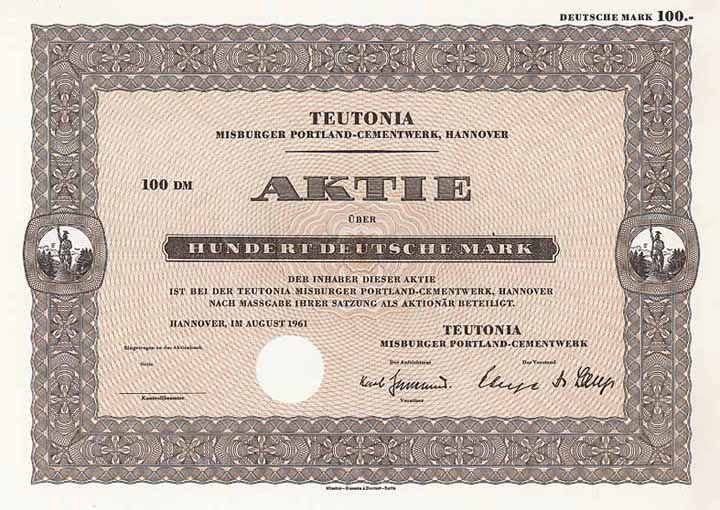 DEUTSCHE MARK 100.-
TEUTONIA
MISBURGER PORTLAND-CEMENTWERK, HANNOVER
100 DM
AKTIE
ÜBER
HUNDERT DEUTSCHE MARK
DER INHABER DIESER AKTIE
IST BEI DER TEUTONIA MISBURGER PORTLAND-CEMENTWERK, HANNOVER
NACH MASSGABE IHRER SATZUNG ALS AKTIONÄR BETEILIGT.
HANNOVER, IM AUGUST 1961
TEUTONIA
MISBURGER PORTLAND-CEMENTWERK
Eingetragen in das Aktienbuch
Seite
Der Aufsichtsrat
Der Vorstand
Karl
Vorsitzer
Kontrollbeamter